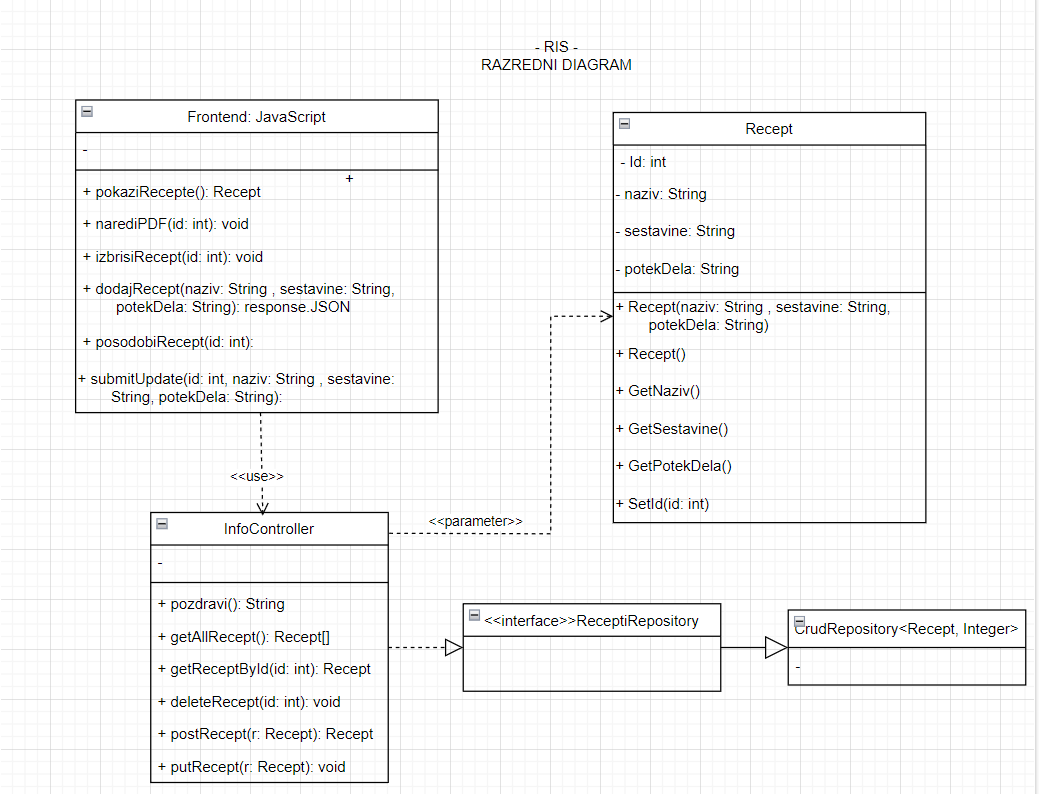 - RIS -
RAZREDNI DIAGRAM
Frontend: JavaScript
-
+
+ pokaziRecepte(): Recept
+ narediPDF(id: int): void
+ izbrisiRecept(id: int): void
+ dodajRecept(naziv: String , sestavine: String,
potekDela: String): response.JSON
+ posodobiRecept(id: int):
+ submitUpdate(id: int, naziv: String , sestavine:
String, potekDela: String):
Recept
- Id: int
- naziv: String
- sestavine: String
- potekDela: String
+ Recept(naziv: String , sestavine: String,
potekDela: String)
+ Recept()
+ GetNaziv()
+ GetSestavine()
+ GetPotekDela()
+ SetId(id: int)
<<use>>
<<parameter>>
InfoController
-
+ pozdravi(): String
+ getAllRecept(): Recept[]
+ getReceptById(id: int): Recept
+ deleteRecept(id: int): void
+ postRecept(r: Recept): Recept
+ putRecept(r: Recept): void
<<interface>>ReceptiRepository
CrudRepository<Recept, Integer>
-